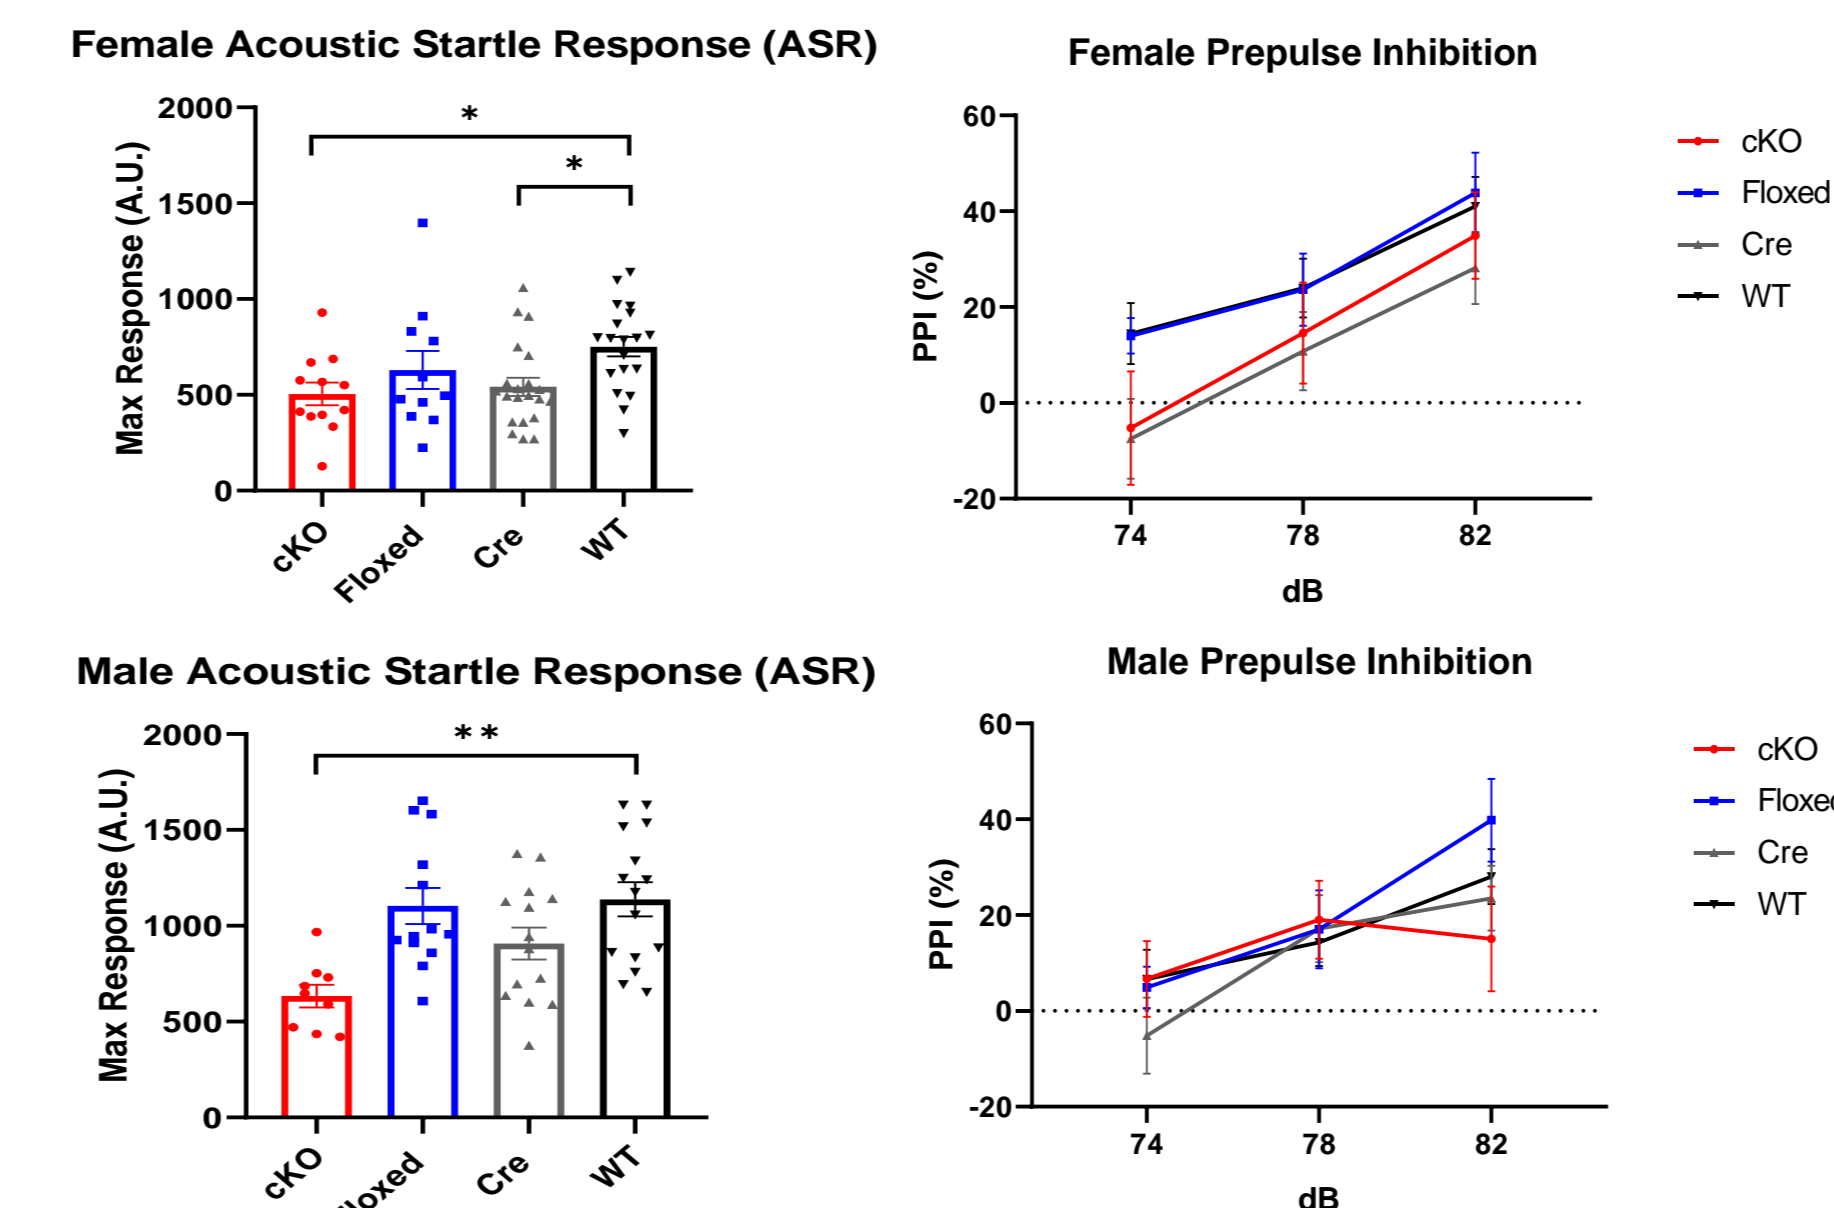 Female Acoustic Startle Response (ASR)
Max Response (A.U.)
2000
1500
1000
500
0
*
*
cKO
Floxed
Cre
WT
Female Prepulse Inhibition
PPI (%)
60
40
20
0
-20
74 78 82
dB
cKO
Floxed
Cre
WT
Male Acoustic Startle Response (ASR)
Max Response (A.U.)
2000
1500
1000
500
0
**
cKO
loxed
Cre
WT
Male Prepulse Inhibition
PPI (%)
60
40
20
0
-20
74 78 82
dB
cKO
Floxed
Cre
WT